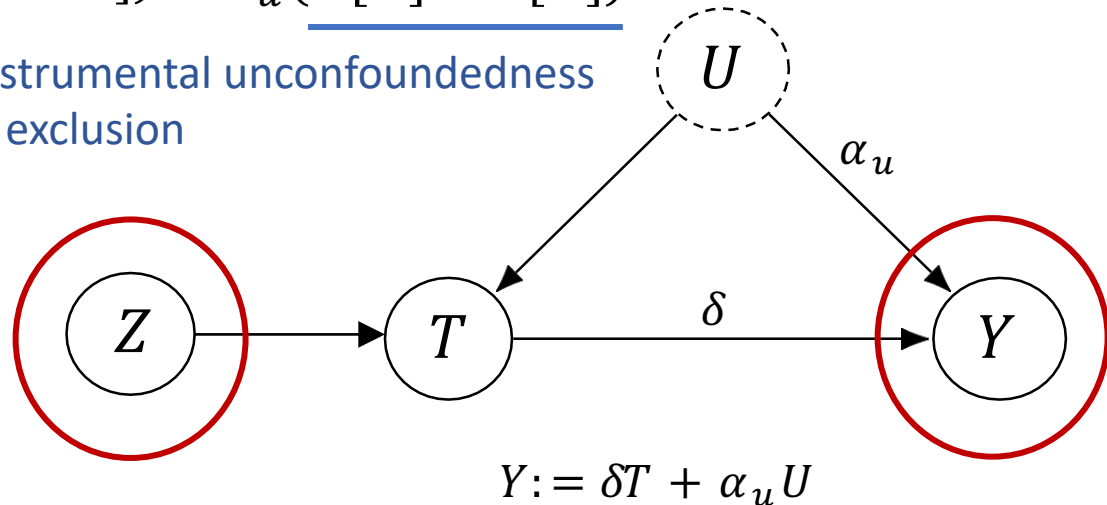 strumental unconfoundedness
exclusion
U
α_u
Z
T
δ
Y
Y := δT + α_u U